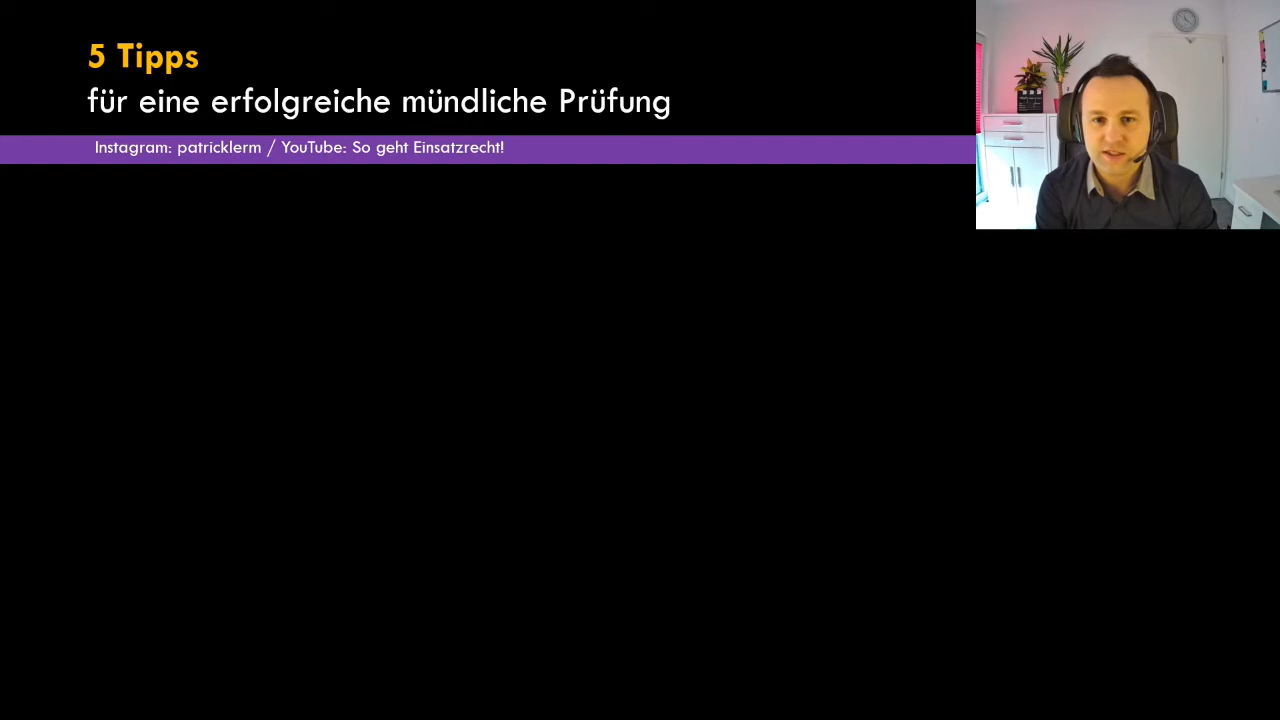 5 Tipps
für eine erfolgreiche mündliche Prüfung
Instagram: patricklerm / YouTube: So geht Einsatzrecht!